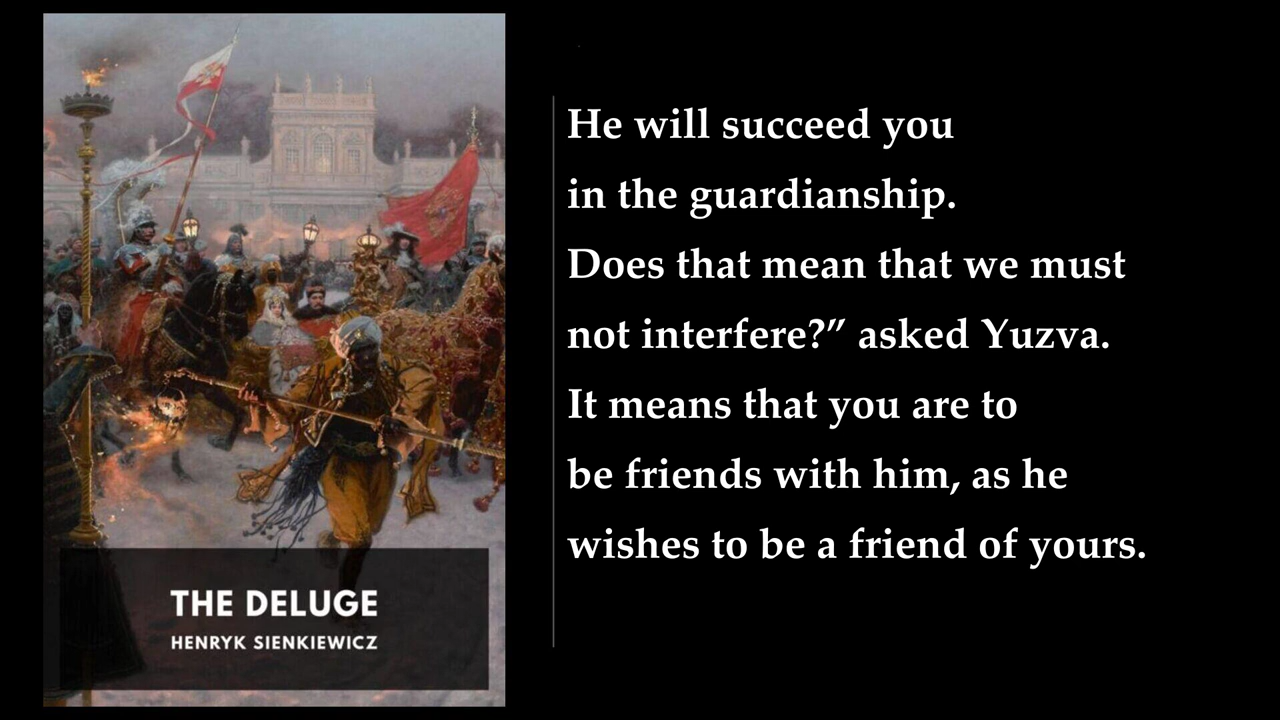 He will succeed you
in the guardianship.
Does that mean that we must
not interfere?” asked Yuzva.
It means that you are to
be friends with him, as he
wishes to be a friend of yours.
THE DELUGE
HENRYK SIENKIEWICZ